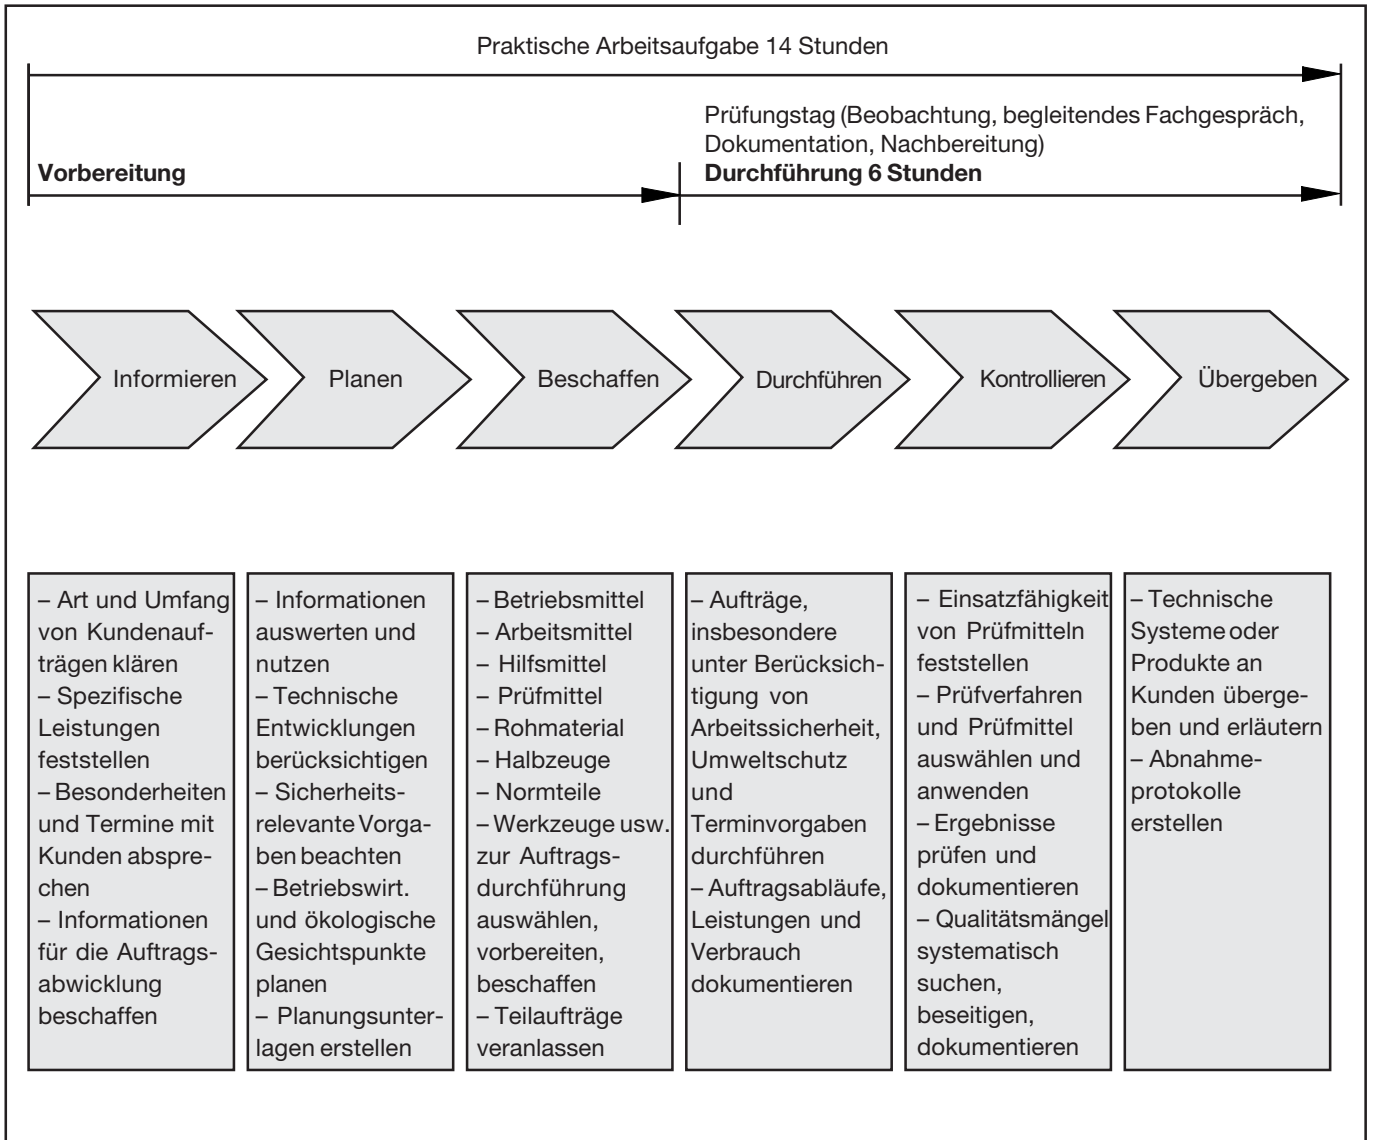 Praktische Arbeitsaufgabe 14 Stunden
Prüfungstag (Beobachtung, begleitendes Fachgespräch,
Dokumentation, Nachbereitung)
Vorbereitung
Durchführung 6 Stunden
Informieren
Planen
Beschaffen
Durchführen
Kontrollieren
Übergeben
– Art und Umfang
von Kundenauf-
trägen klären
– Spezifische
Leistungen
feststellen
– Besonderheiten
und Termine mit
Kunden abspre-
chen
– Informationen
für die Auftrags-
abwicklung
beschaffen
– Informationen
auswerten und
nutzen
– Technische
Entwicklungen
berücksichtigen
– Sicherheits-
relevante Vorga-
ben beachten
– Betriebswirt.
und ökologische
Gesichtspunkte
planen
– Planungsunter-
lagen erstellen
– Betriebsmittel
– Arbeitsmittel
– Hilfsmittel
– Prüfmittel
– Rohmaterial
– Halbzeuge
– Normteile
– Werkzeuge usw.
zur Auftrags-
durchführung
auswählen,
vorbereiten,
beschaffen
– Teilaufträge
veranlassen
– Aufträge,
insbesondere
unter Berücksich-
tigung von
Arbeitssicherheit,
Umweltschutz
und
Terminvorgaben
durchführen
– Auftragsabläufe,
Leistungen und
Verbrauch
dokumentieren
– Einsatzfähigkeit
von Prüfmitteln
feststellen
– Prüfverfahren
und Prüfmittel
auswählen und
anwenden
– Ergebnisse
prüfen und
dokumentieren
– Qualitätsmängel
systematisch
suchen,
beseitigen,
dokumentieren
– Technische
Systeme oder
Produkte an
Kunden überge-
ben und erläutern
– Abnahme-
protokolle
erstellen